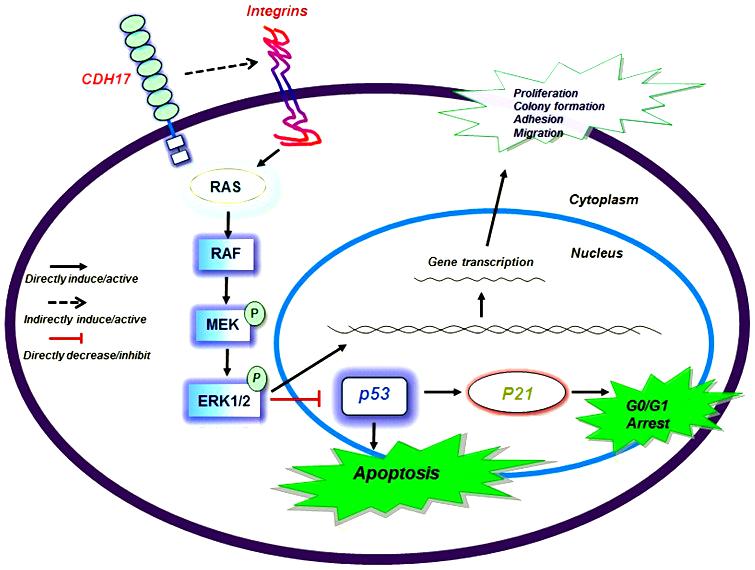 Integrins
CDH17
Proliferation
Colony formation
Adhesion
Migration
RAS
Cytoplasm
RAF
Nucleus
Gene transcription
Directly induce/active
Indirectly induce/active
Directly decrease/inhibit
MEK
P
ERK1/2
P
p53
P21
G0/G1
Arrest
Apoptosis